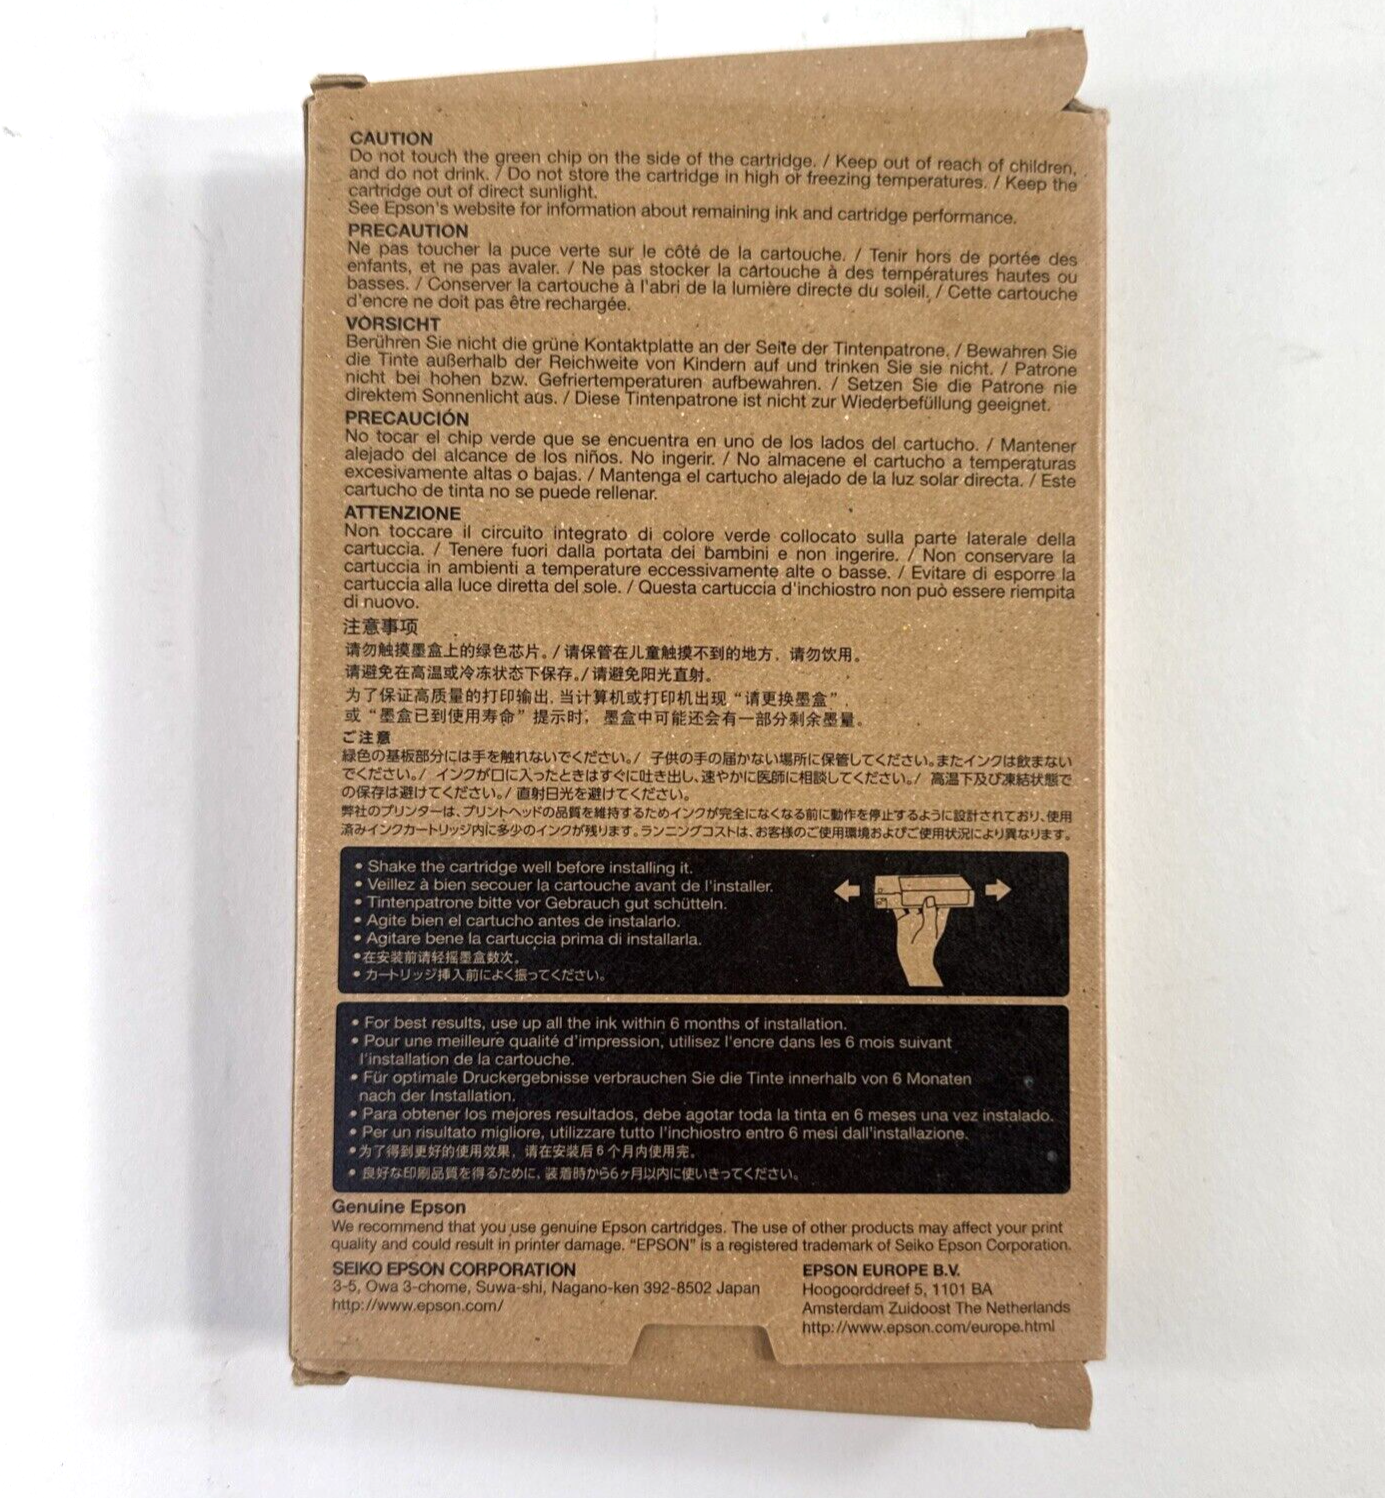 CAUTION
Do not touch the green chip on the side of the cartridge. / Keep out of reach of children,
and do not drink. / Do not store the cartridge in high or freezing temperatures. / Keep the
cartridge out of direct sunlight.
See Epson's website for information about remaining ink and cartridge performance.
PRECAUTION
Ne pas toucher la puce verte sur le côté de la cartouche. / Tenir hors de portée des
enfants, et ne pas avaler. / Ne pas stocker la cartouche à des températures hautes ou
basses. / Conserver la cartouche à l'abri de la lumière directe du soleil. / Cette cartouche
d'encre ne doit pas être rechargée.
VORSICHT
Berühren Sie nicht die grüne Kontaktplatte an der Seite der Tintenpatrone. / Bewahren Sie
die Tinte außerhalb der Reichweite von Kindern auf und trinken Sie sie nicht. / Patrone
nicht bei hohen bzw. Gefriertemperaturen aufbewahren. / Setzen Sie die Patrone nie
direktem Sonnenlicht aus. / Diese Tintenpatrone ist nicht zur Wiederbefüllung geeignet.
PRECAUCIÓN
No tocar el chip verde que se encuentra en uno de los lados del cartucho. / Mantener
alejado del alcance de los niños. No ingerir. / No almacene el cartucho a temperaturas
excesivamente altas o bajas. / Mantenga el cartucho alejado de la luz solar directa. / Este
cartucho de tinta no se puede rellenar.
ATTENZIONE
Non toccare il circuito integrato di colore verde collocato sulla parte laterale della
cartuccia. / Tenere fuori dalla portata dei bambini e non ingerire. / Non conservare la
cartuccia in ambienti a temperature eccessivamente alte o basse. / Evitare di esporre la
cartuccia alla luce diretta del sole. / Questa cartuccia d'inchiostro non può essere riempita
di nuovo.
注意事项
请勿触摸墨盒上的绿色芯片。/ 请保管在儿童触摸不到的地方，请勿饮用。
请避免在高温或冷冻状态下保存。/ 请避免阳光直射。
为了保证高质量的打印输出，当计算机或打印机出现“请更换墨盒”，
或“墨盒已到使用寿命”提示时，墨盒中可能还会有一部分剩余墨量。
ご注意
緑色の基板部分には手を触れないでください。/ 子供の手の届かない場所に保管してください。またインクは飲まない
でください。/ インクが口に入ったときはすぐに吐き出し、速やかに医師に相談してください。/ 高温下及び凍結状態で
の保存は避けてください。/ 直射日光を避けてください。
弊社のプリンターは、プリントヘッドの品質を維持するためインクが完全になくなる前に動作を停止するように設計されており、使用
済みインクカートリッジ内に多少のインクが残ります。ランニングコストは、お客様のご使用環境およびご使用状況により異なります。
• Shake the cartridge well before installing it.
• Veillez à bien secouer la cartouche avant de l'installer.
• Tintenpatrone bitte vor Gebrauch gut schütteln.
• Agite bien el cartucho antes de instalarlo.
• Agitare bene la cartuccia prima di installarla.
• 在安装前请轻摇墨盒数次。
• カートリッジ挿入前によく振ってください。
• For best results, use up all the ink within 6 months of installation.
• Pour une meilleure qualité d'impression, utilisez l'encre dans les 6 mois suivant
l'installation de la cartouche.
• Für optimale Druckergebnisse verbrauchen Sie die Tinte innerhalb von 6 Monaten
nach der Installation.
• Para obtener los mejores resultados, debe agotar toda la tinta en 6 meses una vez instalado.
• Per un risultato migliore, utilizzare tutto l'inchiostro entro 6 mesi dall'installazione.
• 为了得到更好的使用效果，请在安装后 6 个月内使用完。
• 良好な印刷品質を得るために、装着時から6ヶ月以内に使いきってください。
Genuine Epson
We recommend that you use genuine Epson cartridges. The use of other products may affect your print
quality and could result in printer damage. "EPSON" is a registered trademark of Seiko Epson Corporation.
SEIKO EPSON CORPORATION
3-5, Owa 3-chome, Suwa-shi, Nagano-ken 392-8502 Japan
http://www.epson.com/
EPSON EUROPE B.V.
Hoogoorddreef 5, 1101 BA
Amsterdam Zuidoost The Netherlands
http://www.epson.com/europe.html